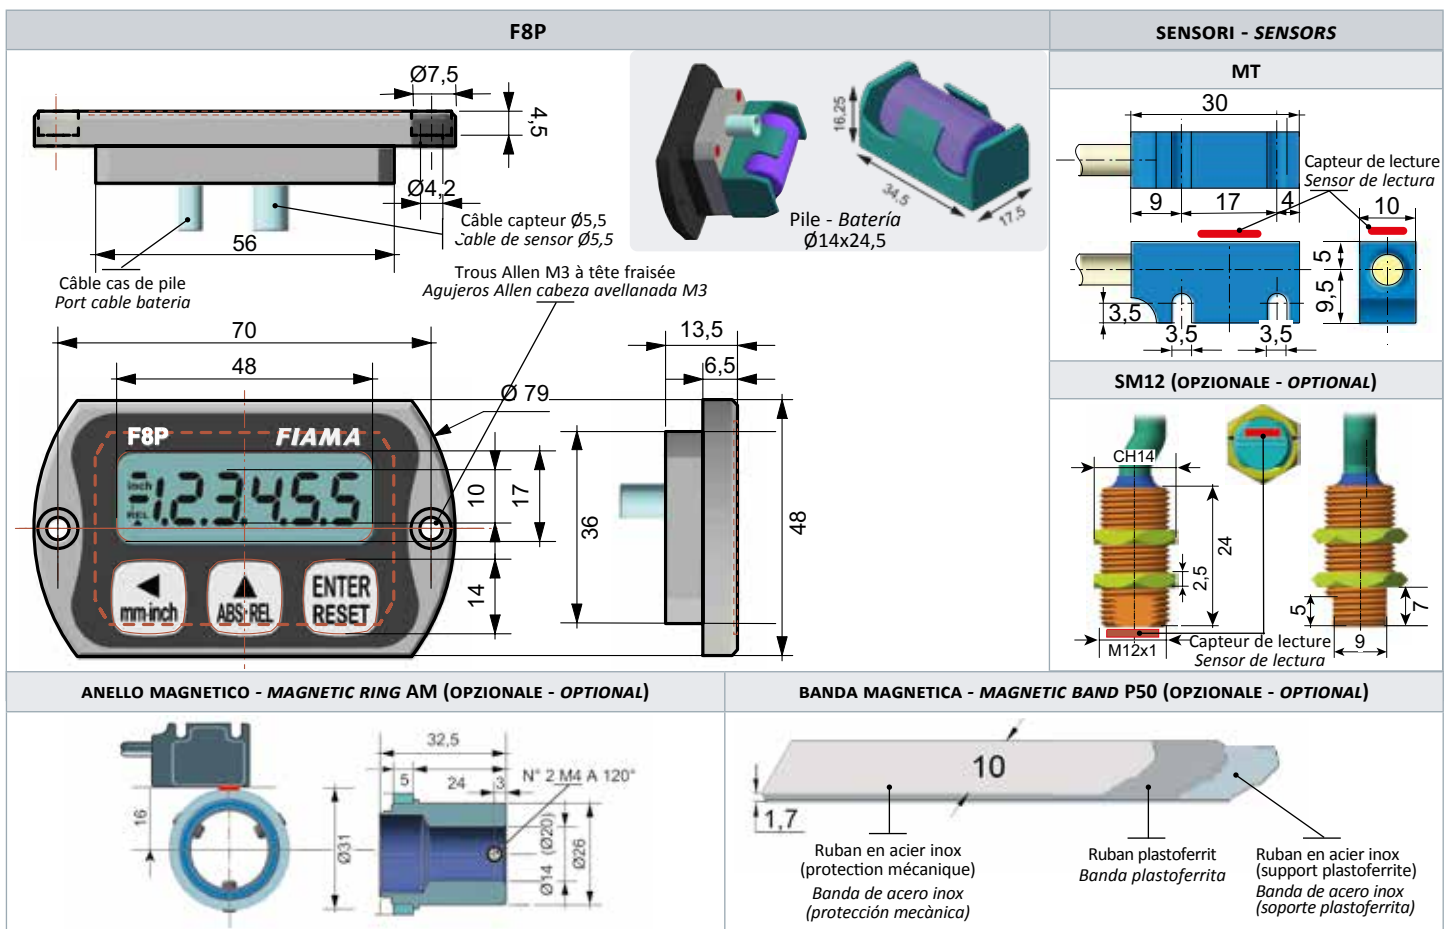 F8P
SENSORI - SENSORS
MT
Ø7,5
4,5
Ø4,2
Câble capteur Ø5,5
Cable de sensor Ø5,5
56
Câble cas de pile
Port cable bateria
16,25
34,5
17,5
Pile - Batería
Ø14x24,5
Trous Allen M3 à tête fraisée
Agujeros Allen cabeza avellanada M3
30
Capteur de lecture
Sensor de lectura
9
17
4
10
5
9,5
3,5
3,5
3,5
70
48
Ø 79
F8P
FIAMA
inch
REL
1.2.3.4.5.5
10
17
14
mm-inch
ABS-REL
ENTER
RESET
13,5
6,5
36
48
SM12 (OPZIONALE - OPTIONAL)
CH14
24
2,5
M12x1
Capteur de lecture
Sensor de lectura
5
7
9
ANELLO MAGNETICO - MAGNETIC RING AM (OPZIONALE - OPTIONAL)
BANDA MAGNETICA - MAGNETIC BAND P50 (OPZIONALE - OPTIONAL)
16
Ø31
32,5
5
24
3
N° 2 M4 A 120°
Ø14 (Ø20)
Ø26
10
1,7
Ruban en acier inox
(protection mécanique)
Banda de acero inox
(protección mecànica)
Ruban plastoferrit
Banda plastoferrita
Ruban en acier inox
(support plastoferrite)
Banda de acero inox
(soporte plastoferrita)